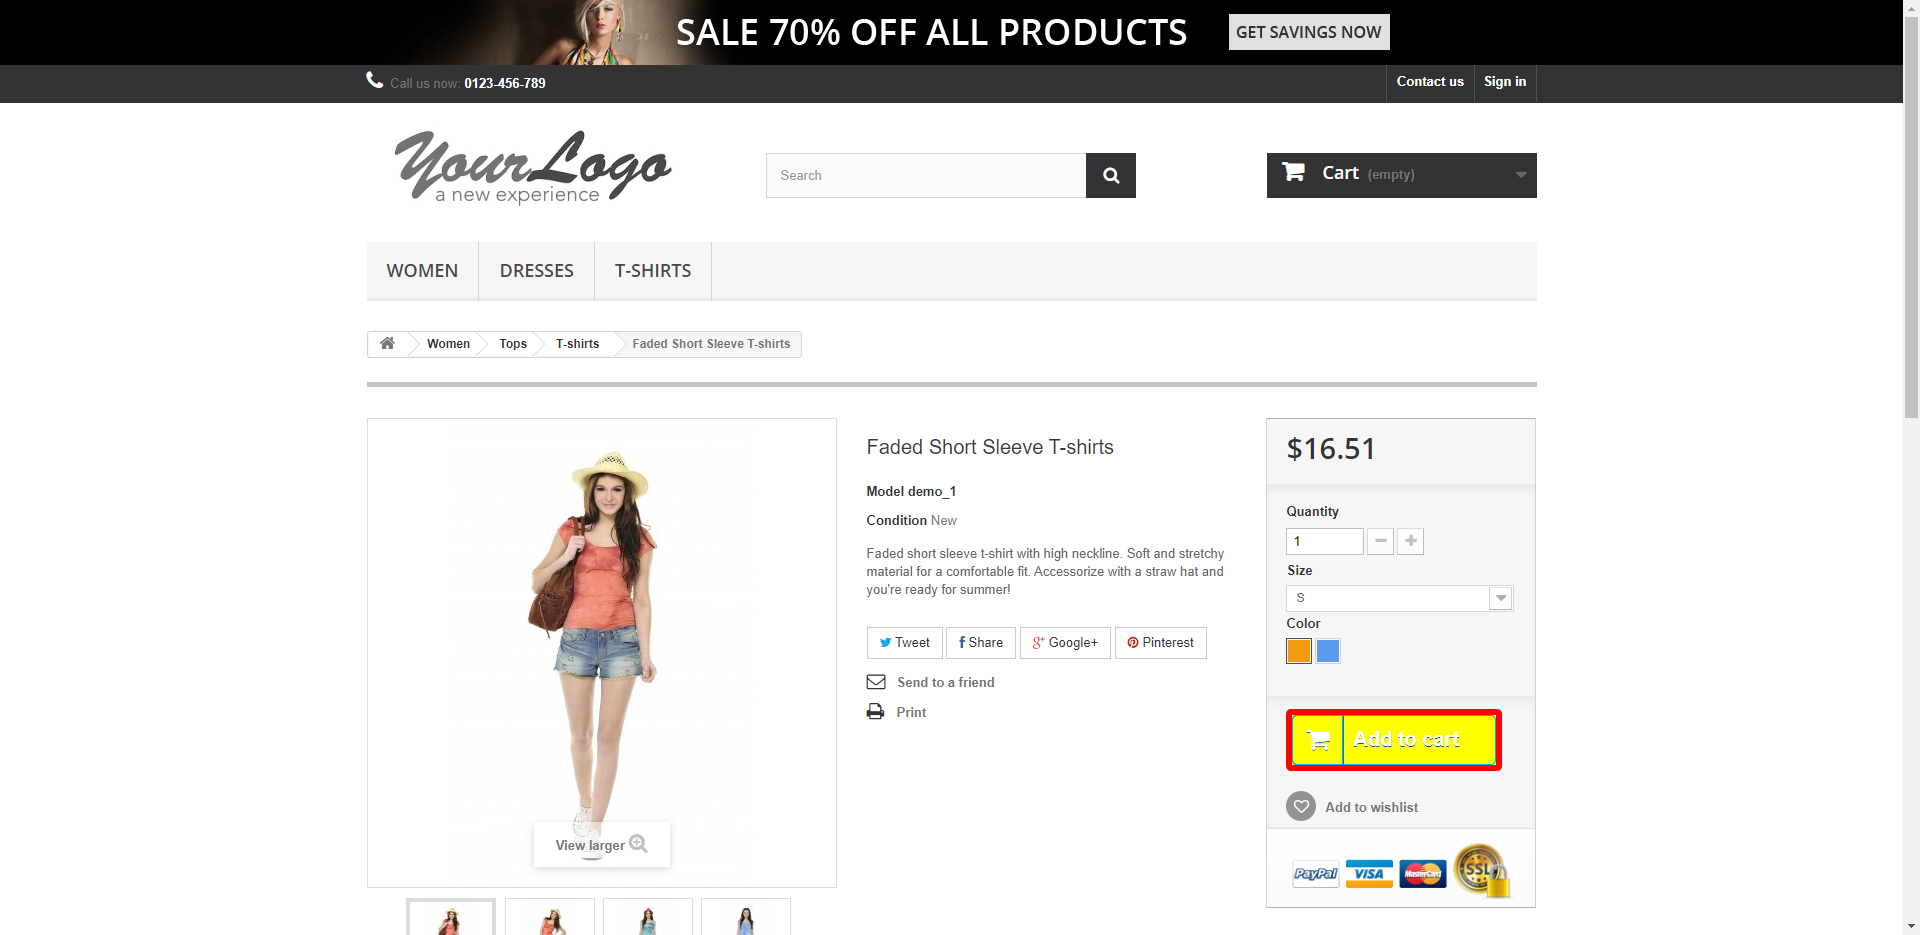 SALE 70% OFF ALL PRODUCTS GET SAVINGS NOW
Call us now: 0123-456-789 Contact us Sign in
YourLogo
a new experience
Search
Cart (empty)
WOMEN DRESSES T-SHIRTS
Women Tops T-shirts Faded Short Sleeve T-shirts
View larger
Faded Short Sleeve T-shirts
Model demo_1
Condition New
Faded short sleeve t-shirt with high neckline. Soft and stretchy
material for a comfortable fit. Accessorize with a straw hat and
you're ready for summer!
Tweet Share Google+ Pinterest
Send to a friend
Print
$16.51
Quantity
1
Size
S
Color
Add to cart
Add to wishlist
PayPal VISA MasterCard SSL